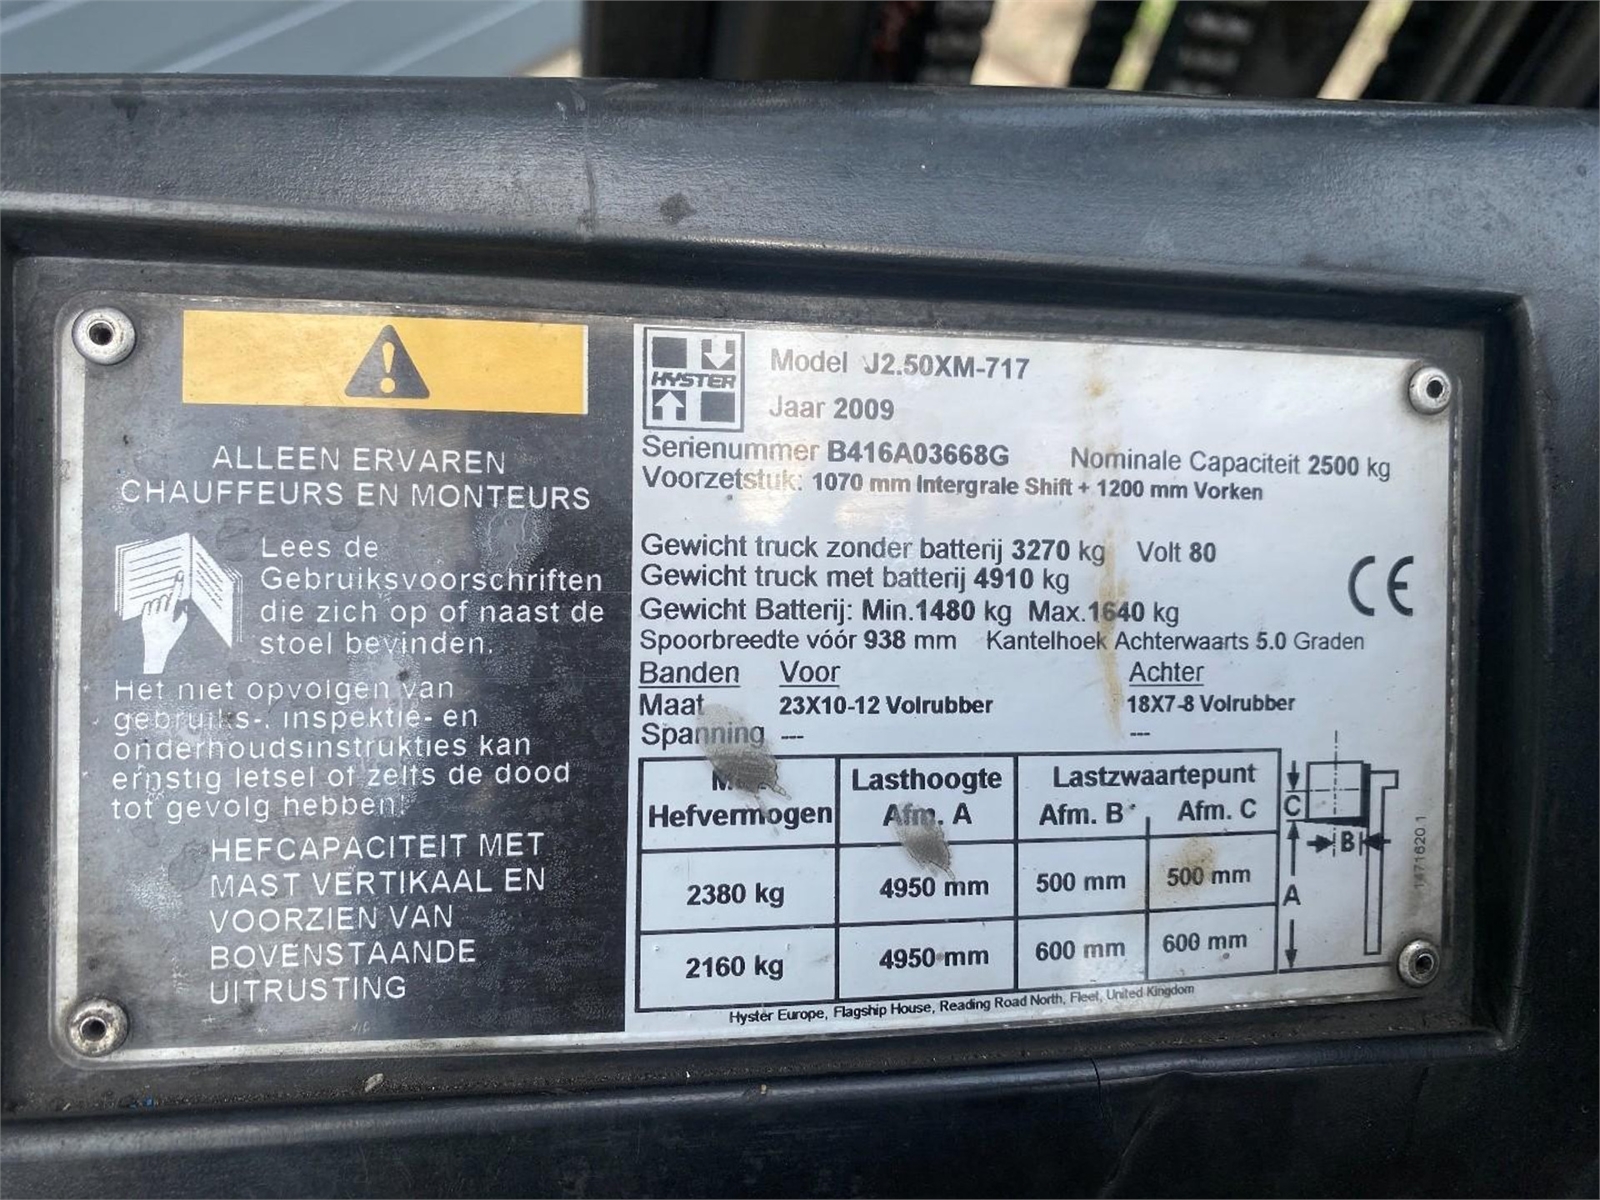 ALLEEN ERVAREN
CHAUFFEURS EN MONTEURS
Lees de
Gebruiksvoorschriften
die zich op of naast de
stoel bevinden.
Het niet opvolgen van
gebruiks-, inspektie- en
onderhoudsinstrukties kan
ernstig letsel of zelfs de dood
tot gevolg hebben!
HEFCAPACITEIT MET
MAST VERTIKAAL EN
VOORZIEN VAN
BOVENSTAANDE
UITRUSTING
HYSTER
Model J2.50XM-717
Jaar 2009
Serienummer B416A03668G Nominale Capaciteit 2500 kg
Voorzetstuk: 1070 mm Intergrale Shift + 1200 mm Vorken
Gewicht truck zonder batterij 3270 kg Volt 80
Gewicht truck met batterij 4910 kg
Gewicht Batterij: Min.1480 kg Max.1640 kg
CE
Spoorbreedte vóór 938 mm Kantelhoek Achterwaarts 5.0 Graden
Banden Voor Achter
Maat 23X10-12 Volrubber 18X7-8 Volrubber
Spanning --- ---
Lasthoogte Lastzwaartepunt
Hefvermogen Afm. A Afm. B Afm. C
2380 kg 4950 mm 500 mm 500 mm
2160 kg 4950 mm 600 mm 600 mm
C
B
A
1471620.1
Hyster Europe, Flagship House, Reading Road North, Fleet, United Kingdom